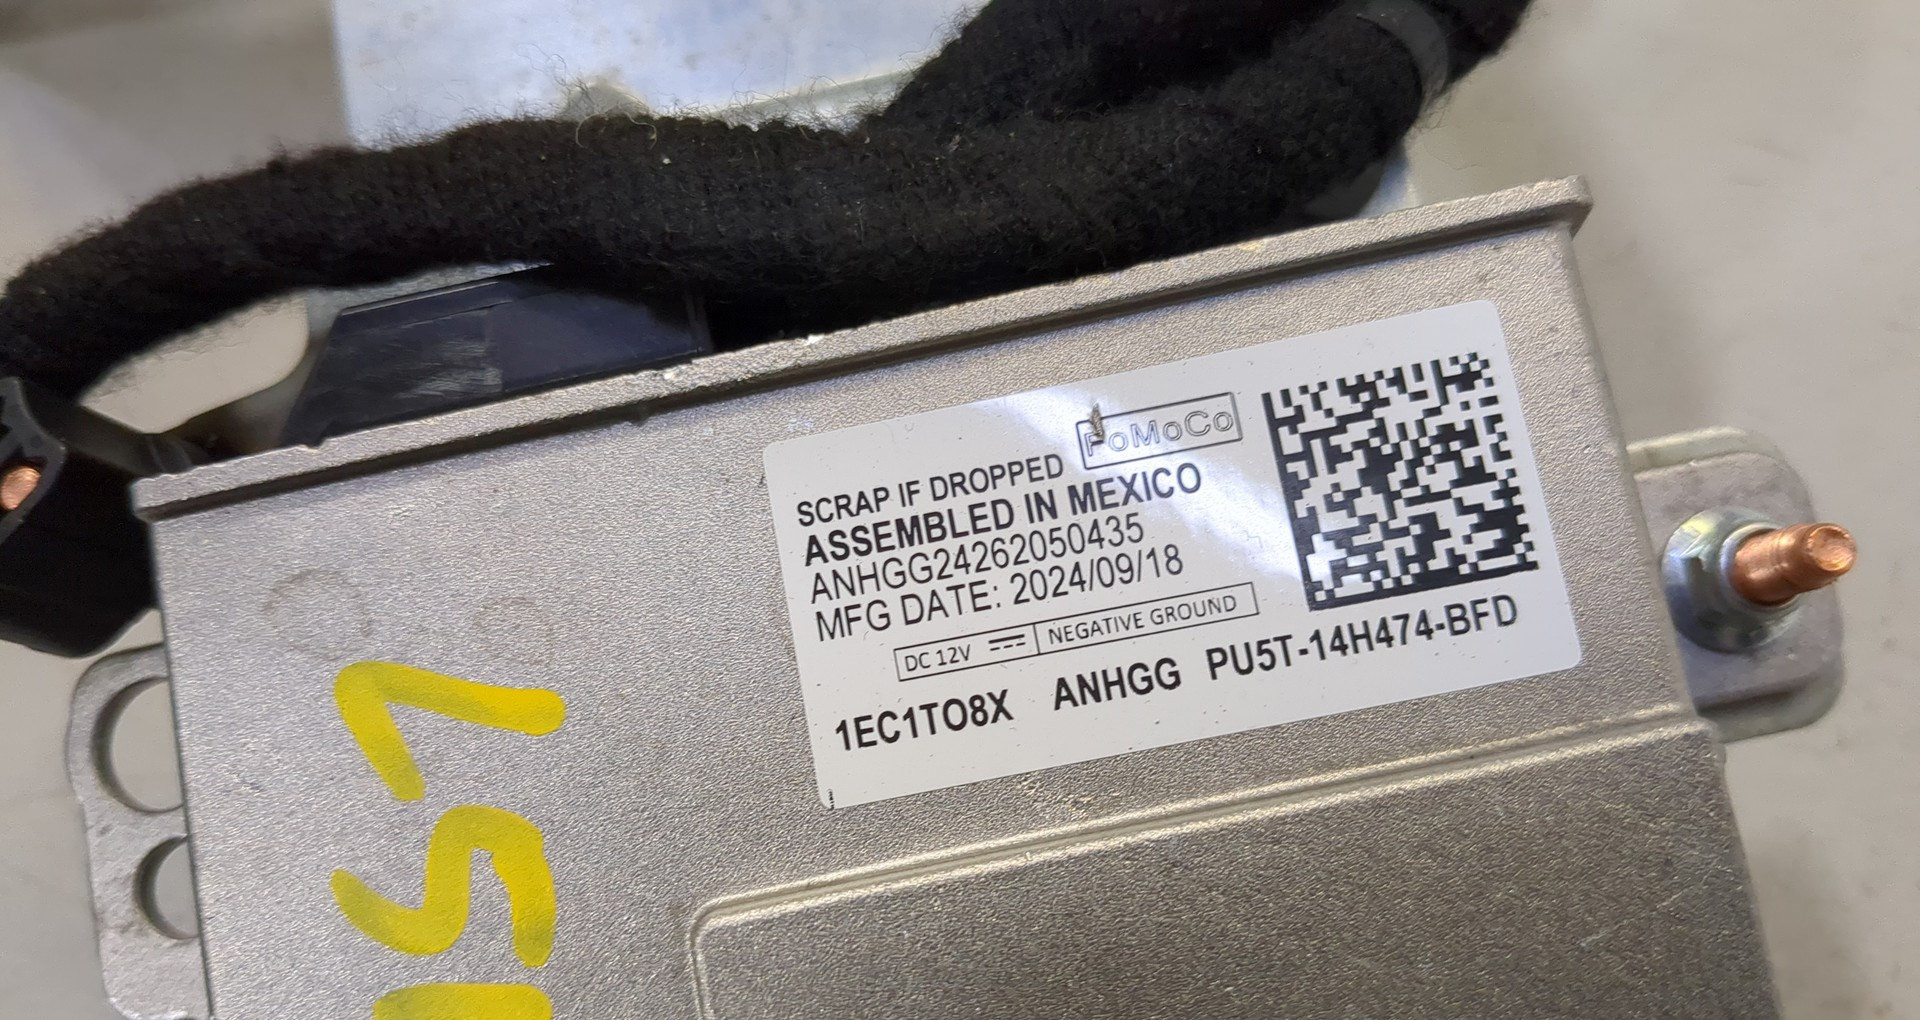 FoMoCo
SCRAP IF DROPPED
ASSEMBLED IN MEXICO
ANHGG24262050435
MFG DATE: 2024/09/18
DC 12V NEGATIVE GROUND
1EC1TO8X ANHGG PU5T-14H474-BFD